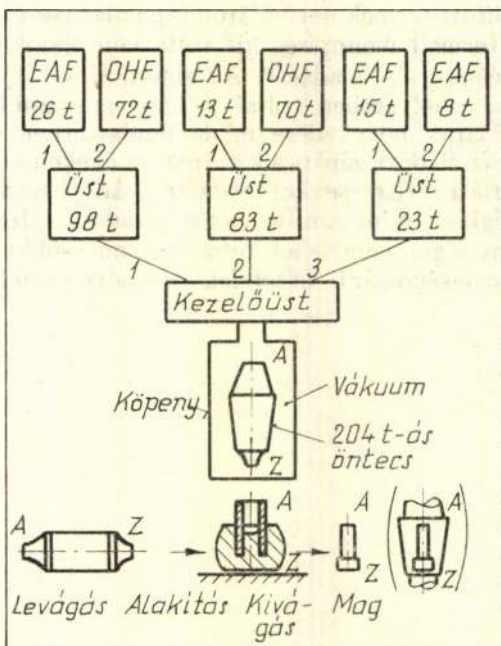 EAF OHF EAF OHF EAF EAF
26 t 72 t 13 t 70 t 15 t 8 t
1 2 1 2 1 2
Üst Üst Üst
98 t 83 t 23 t
1 2 3
Kezelőüst
A
Vákuum
Köpeny
204 t-ás
öntecs
Z
A Z A Z A Z A Z
Levágás Alakítás Kivá- Mag
gás